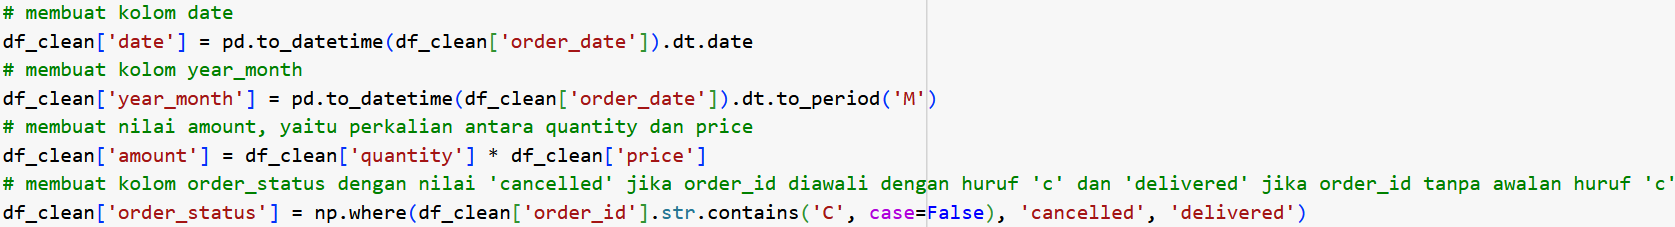 # membuat kolom date
df_clean['date'] = pd.to_datetime(df_clean['order_date']).dt.date
# membuat kolom year_month
df_clean['year_month'] = pd.to_datetime(df_clean['order_date']).dt.to_period('M')
# membuat nilai amount, yaitu perkalian antara quantity dan price
df_clean['amount'] = df_clean['quantity'] * df_clean['price']
# membuat kolom order_status dengan nilai 'cancelled' jika order_id diawali dengan huruf 'c' dan 'delivered' jika order_id tanpa awalan huruf 'c'
df_clean['order_status'] = np.where(df_clean['order_id'].str.contains('C', case=False), 'cancelled', 'delivered')